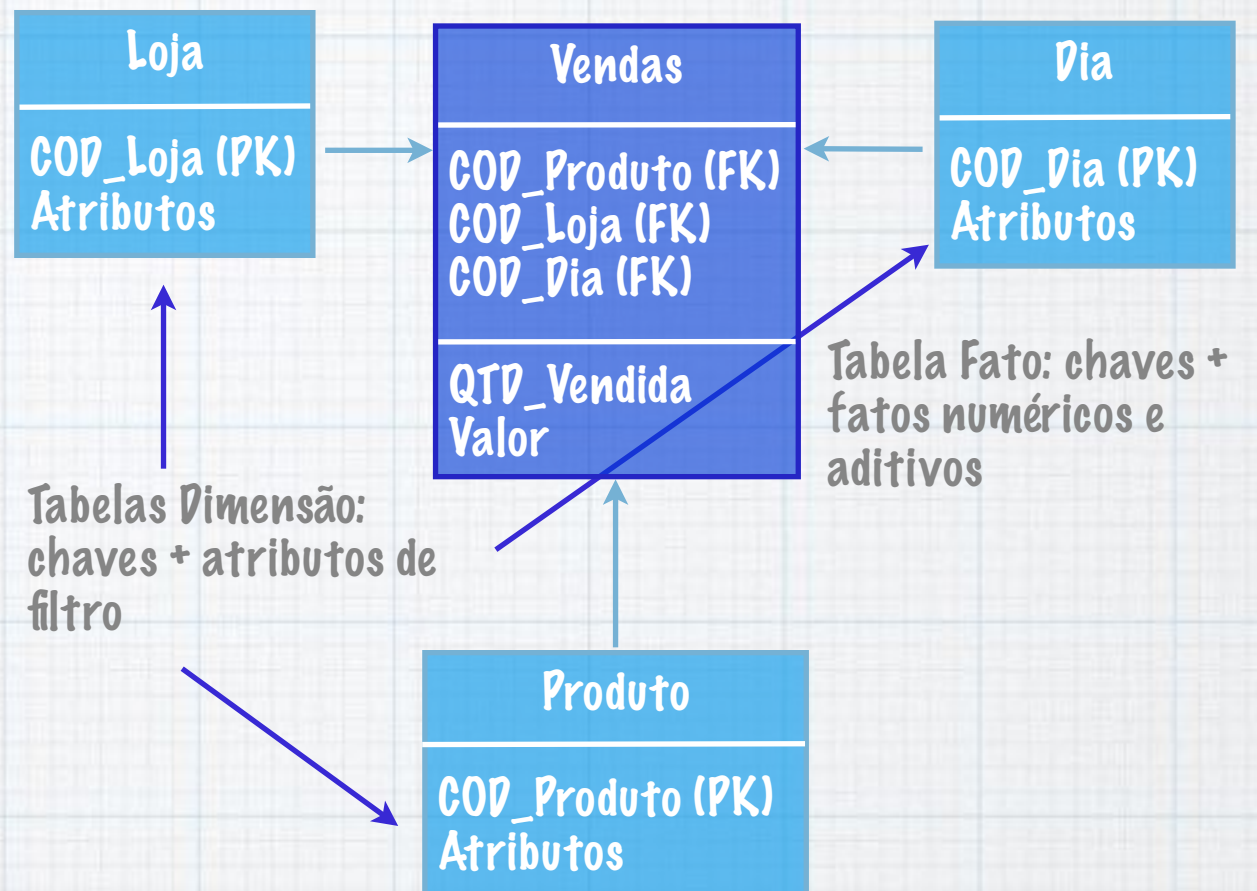 Loja
COD_Loja (PK)
Atributos
Vendas
COD_Produto (FK)
COD_Loja (FK)
COD_Dia (FK)
QTD_Vendida
Valor
Dia
COD_Dia (PK)
Atributos
Tabela Fato: chaves +
fatos numéricos e
aditivos
Tabelas Dimensão:
chaves + atributos de
filtro
Produto
COD_Produto (PK)
Atributos